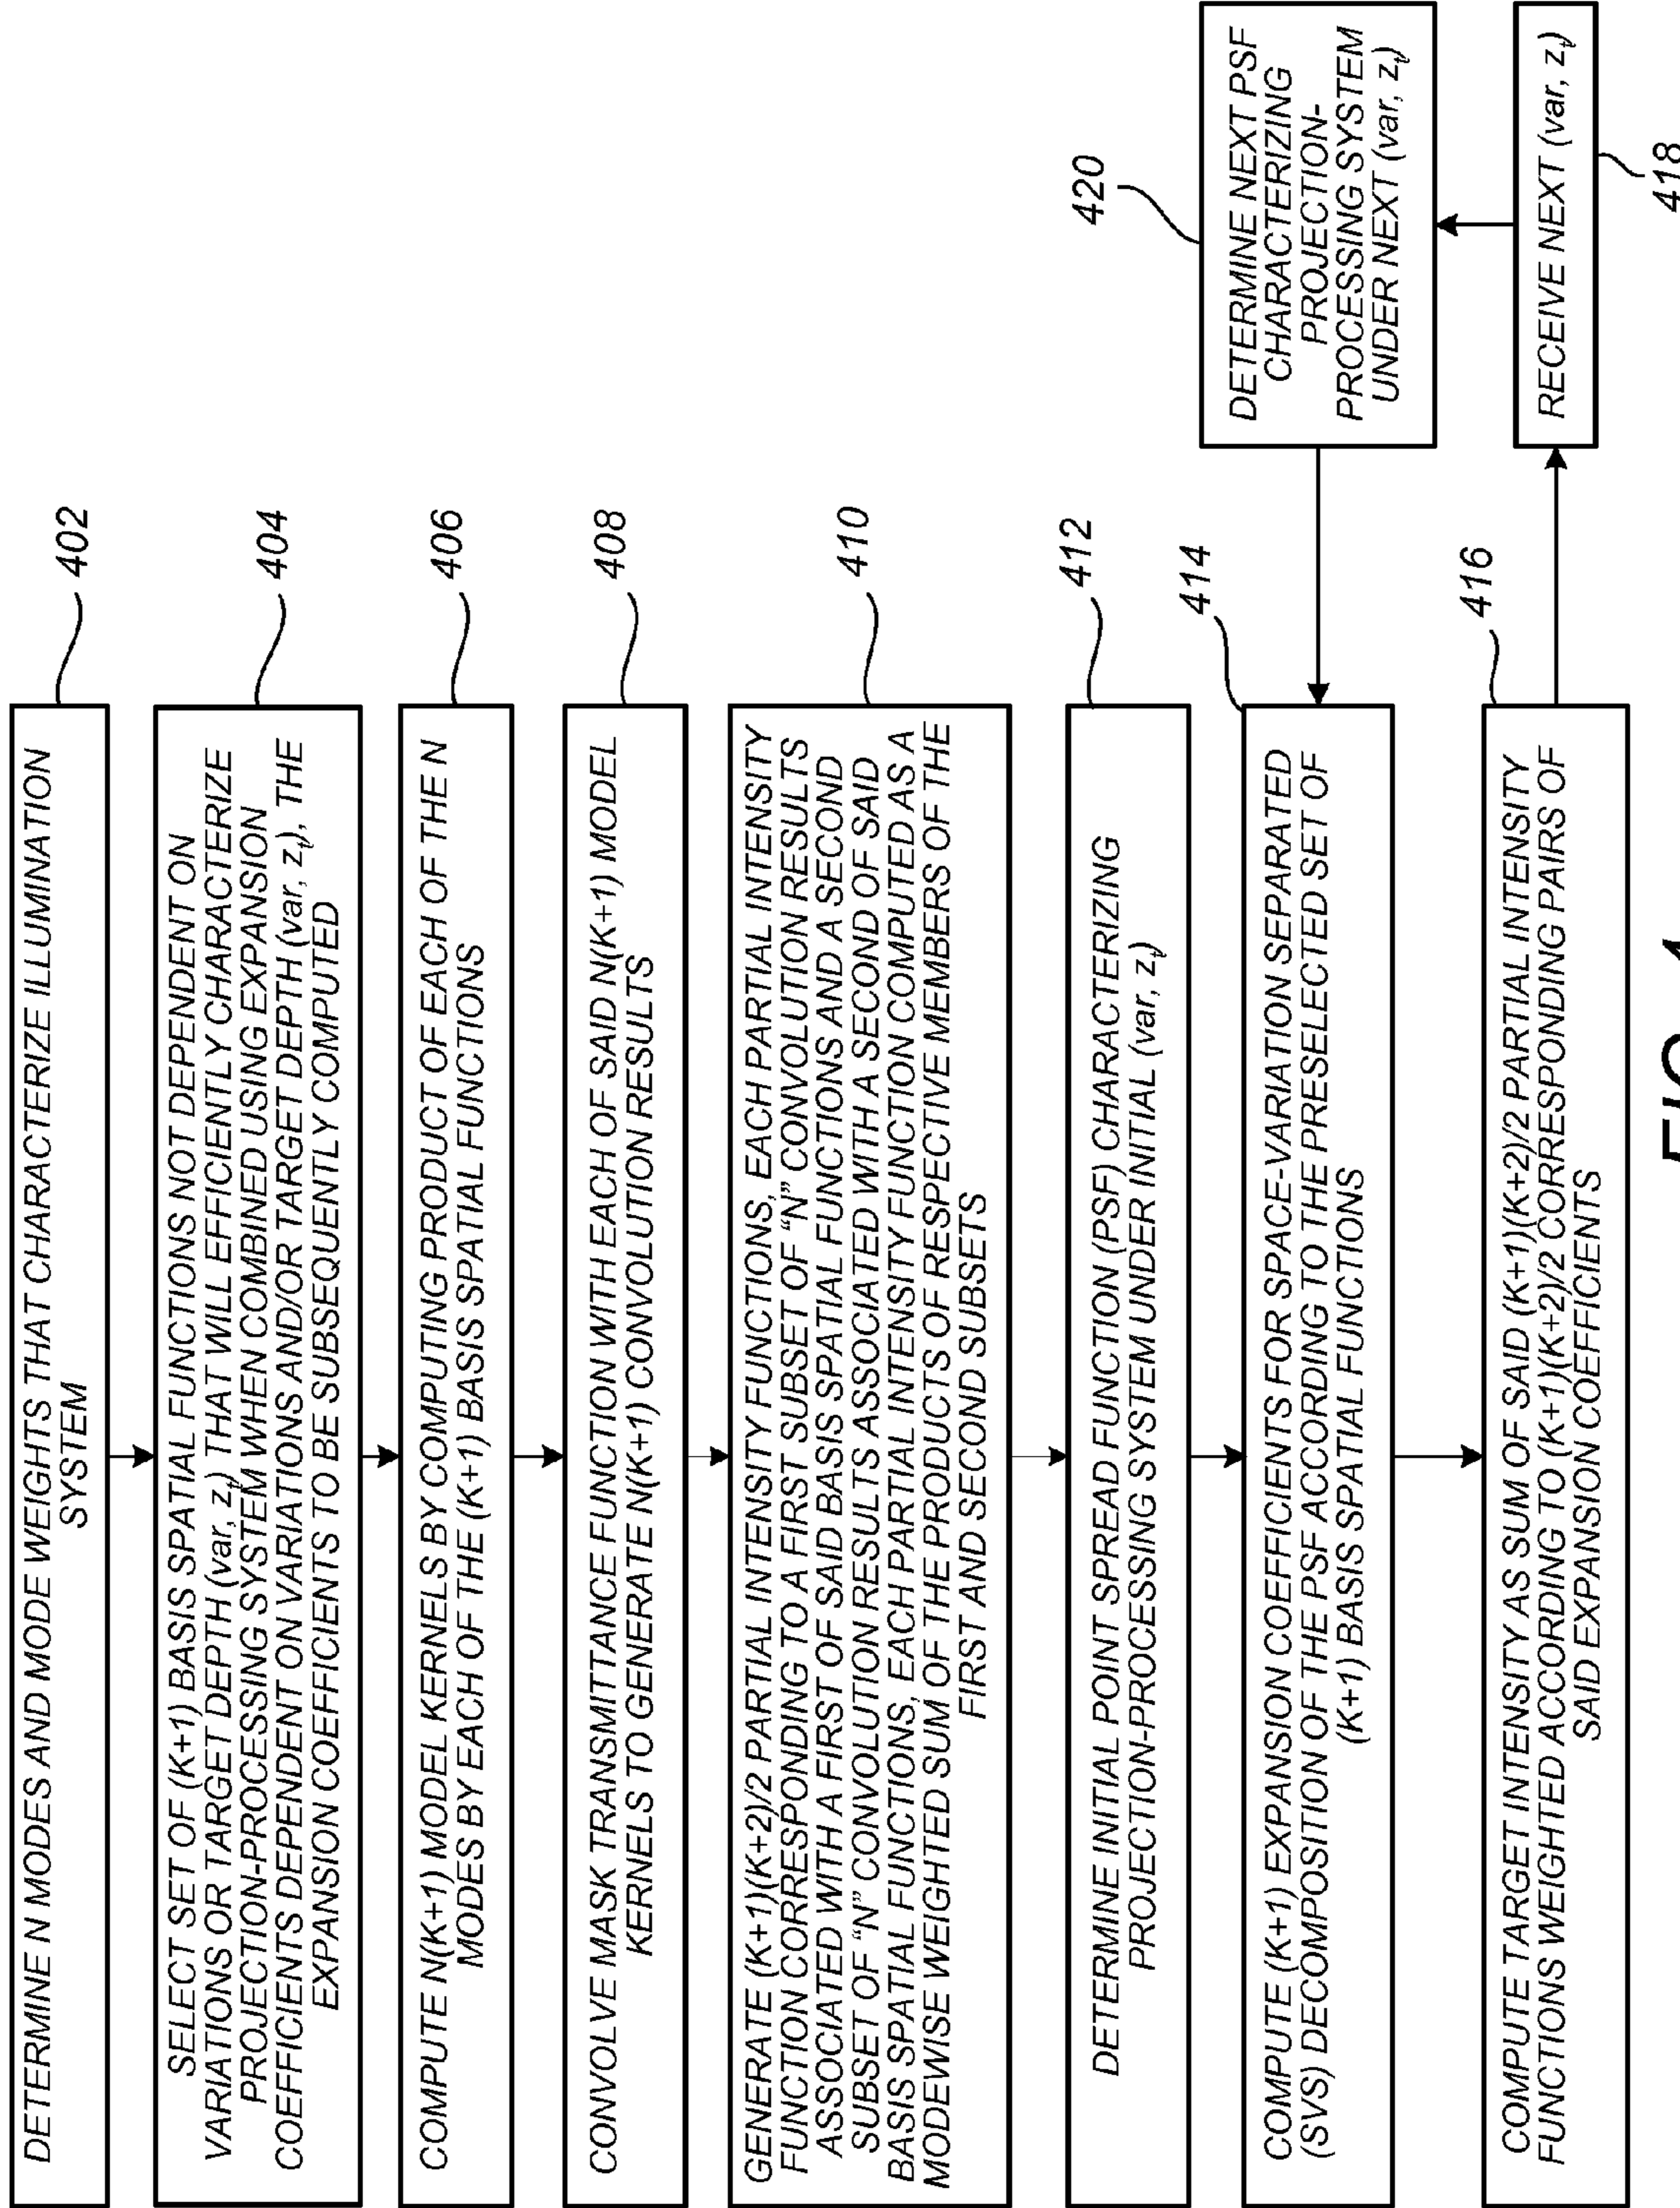 DETERMINE N MODES AND MODE WEIGHTS THAT CHARACTERIZE ILLUMINATION
SYSTEM
402
SELECT SET OF (K+1) BASIS SPATIAL FUNCTIONS NOT DEPENDENT ON
VARIATIONS OR TARGET DEPTH (var, zt) THAT WILL EFFICIENTLY CHARACTERIZE
PROJECTION-PROCESSING SYSTEM WHEN COMBINED USING EXPANSION
COEFFICIENTS DEPENDENT ON VARIATIONS AND/OR TARGET DEPTH (var, zt), THE
EXPANSION COEFFICIENTS TO BE SUBSEQUENTLY COMPUTED
404
COMPUTE N(K+1) MODEL KERNELS BY COMPUTING PRODUCT OF EACH OF THE N
MODES BY EACH OF THE (K+1) BASIS SPATIAL FUNCTIONS
406
CONVOLVE MASK TRANSMITTANCE FUNCTION WITH EACH OF SAID N(K+1) MODEL
KERNELS TO GENERATE N(K+1) CONVOLUTION RESULTS
408
GENERATE (K+1)(K+2)/2 PARTIAL INTENSITY FUNCTIONS, EACH PARTIAL INTENSITY
FUNCTION CORRESPONDING TO A FIRST SUBSET OF "N" CONVOLUTION RESULTS
ASSOCIATED WITH A FIRST OF SAID BASIS SPATIAL FUNCTIONS AND A SECOND
SUBSET OF "N" CONVOLUTION RESULTS ASSOCIATED WITH A SECOND OF SAID
BASIS SPATIAL FUNCTIONS, EACH PARTIAL INTENSITY FUNCTION COMPUTED AS A
MODEWISE WEIGHTED SUM OF THE PRODUCTS OF RESPECTIVE MEMBERS OF THE
FIRST AND SECOND SUBSETS
410
DETERMINE INITIAL POINT SPREAD FUNCTION (PSF) CHARACTERIZING
PROJECTION-PROCESSING SYSTEM UNDER INITIAL (var, zt)
412
COMPUTE (K+1) EXPANSION COEFFICIENTS FOR SPACE-VARIATION SEPARATED
(SVS) DECOMPOSITION OF THE PSF ACCORDING TO THE PRESELECTED SET OF
(K+1) BASIS SPATIAL FUNCTIONS
414
COMPUTE TARGET INTENSITY AS SUM OF SAID (K+1)(K+2)/2 PARTIAL INTENSITY
FUNCTIONS WEIGHTED ACCORDING TO (K+1)(K+2)/2 CORRESPONDING PAIRS OF
SAID EXPANSION COEFFICIENTS
416
RECEIVE NEXT (var, zt)
418
DETERMINE NEXT PSF
CHARACTERIZING
PROJECTION-
PROCESSING SYSTEM
UNDER NEXT (var, zt)
420